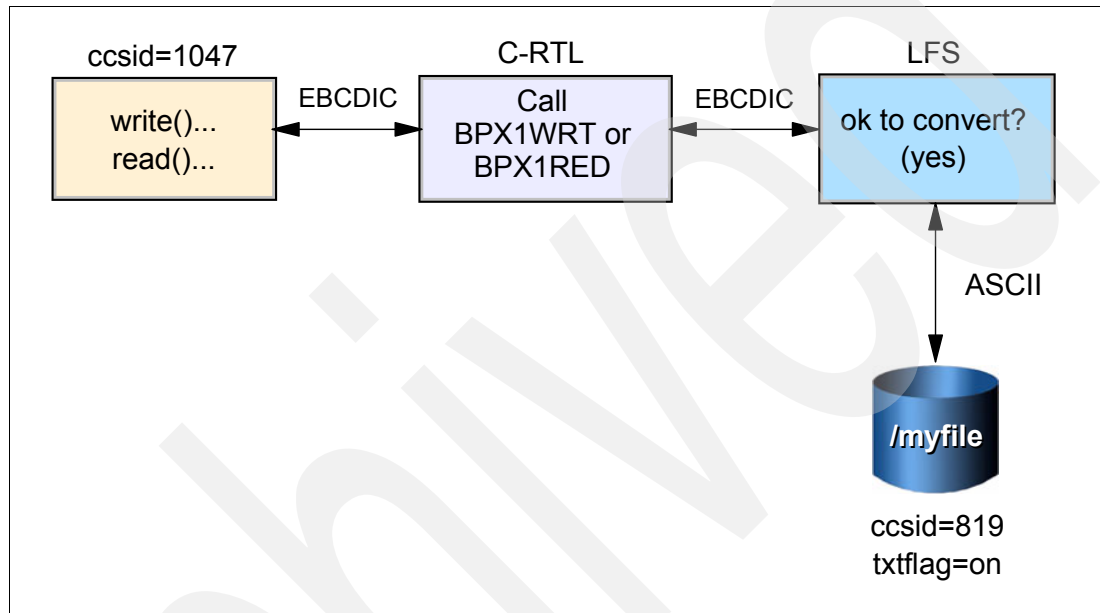 ccsid=1047
write()...
read()...
EBCDIC
C-RTL
Call
BPX1WRT or
BPX1RED
EBCDIC
LFS
ok to convert?
(yes)
ASCII
/myfile
ccsid=819
txtflag=on